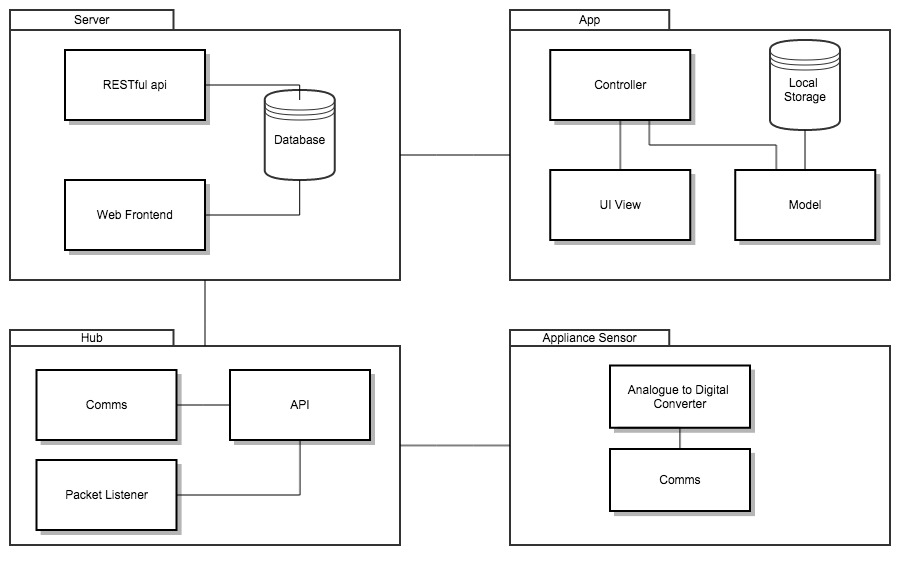 Server
RESTful api
Database
Web Frontend
App
Controller
Local
Storage
UI View
Model
Hub
Comms
API
Packet Listener
Appliance Sensor
Analogue to Digital
Converter
Comms